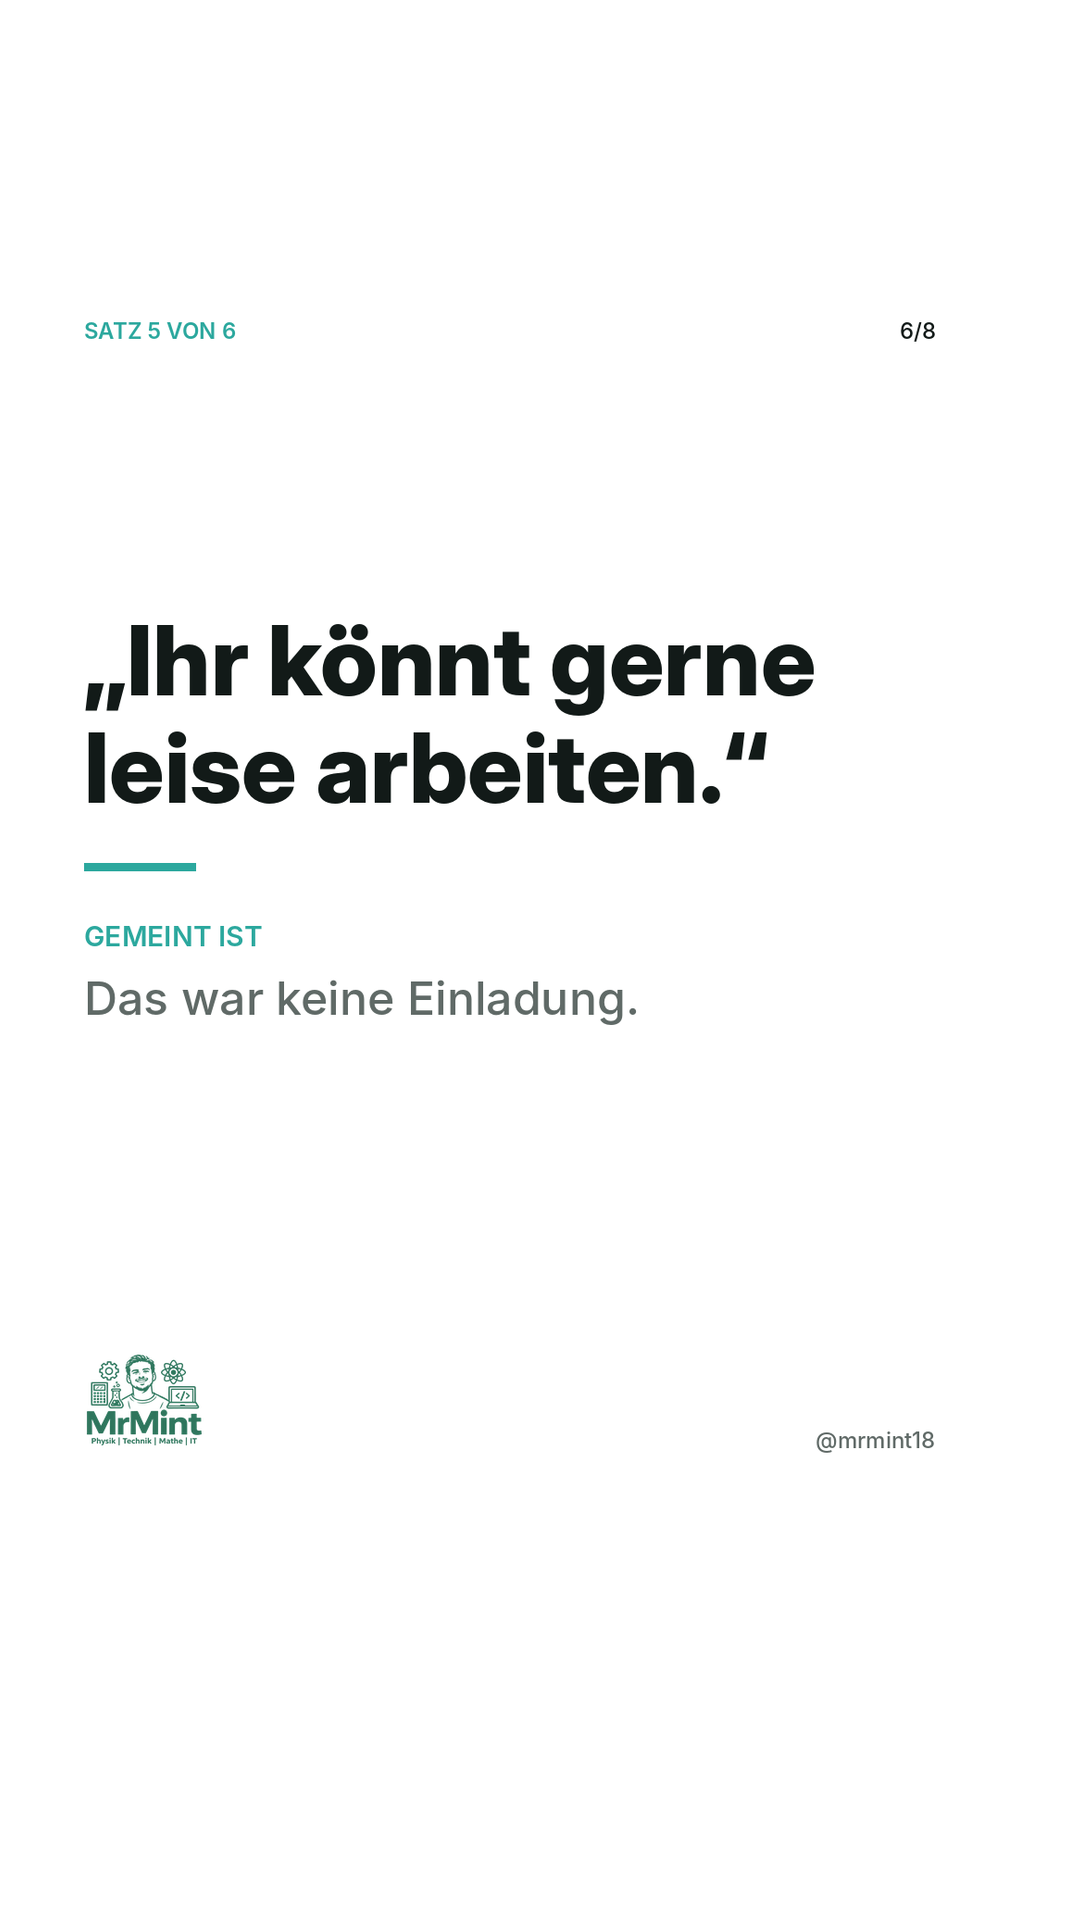 SATZ 5 VON 6
6/8
„Ihr könnt gerne
leise arbeiten.“
GEMEINT IST
Das war keine Einladung.
</>
MrMint
Physik | Technik | Mathe | IT
@mrmint18